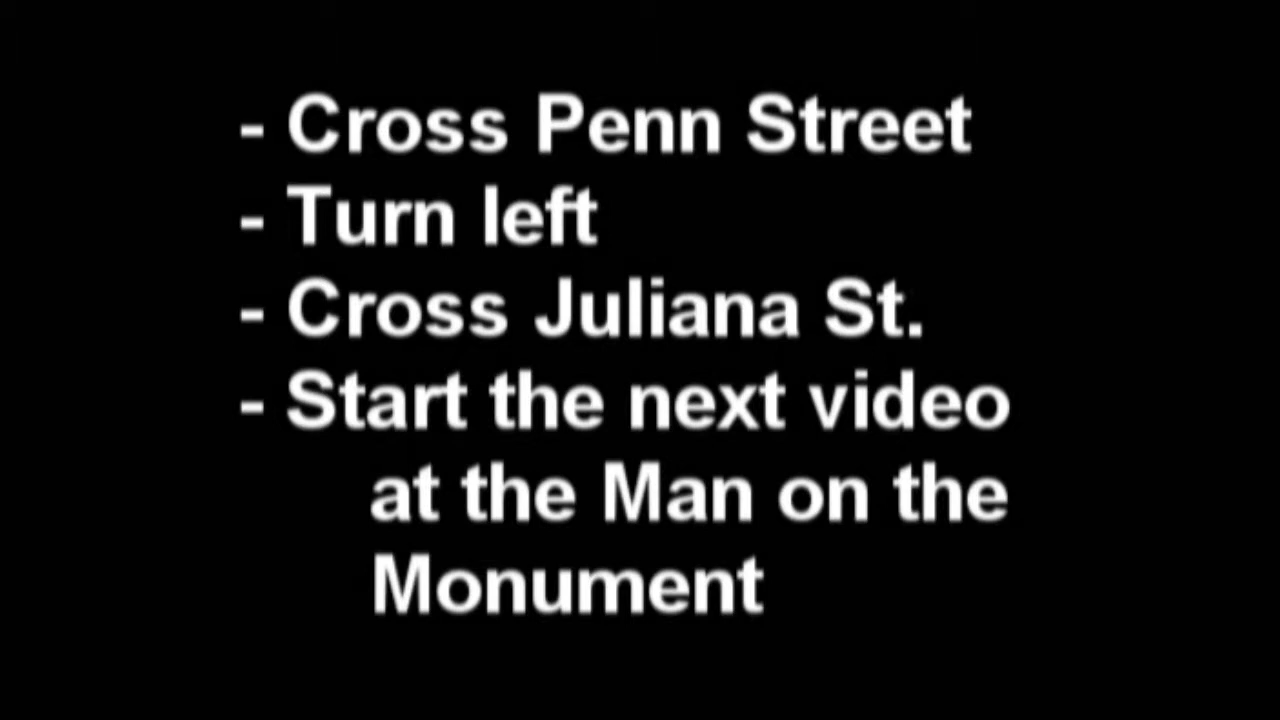 - Cross Penn Street
- Turn left
- Cross Juliana St.
- Start the next video
at the Man on the
Monument